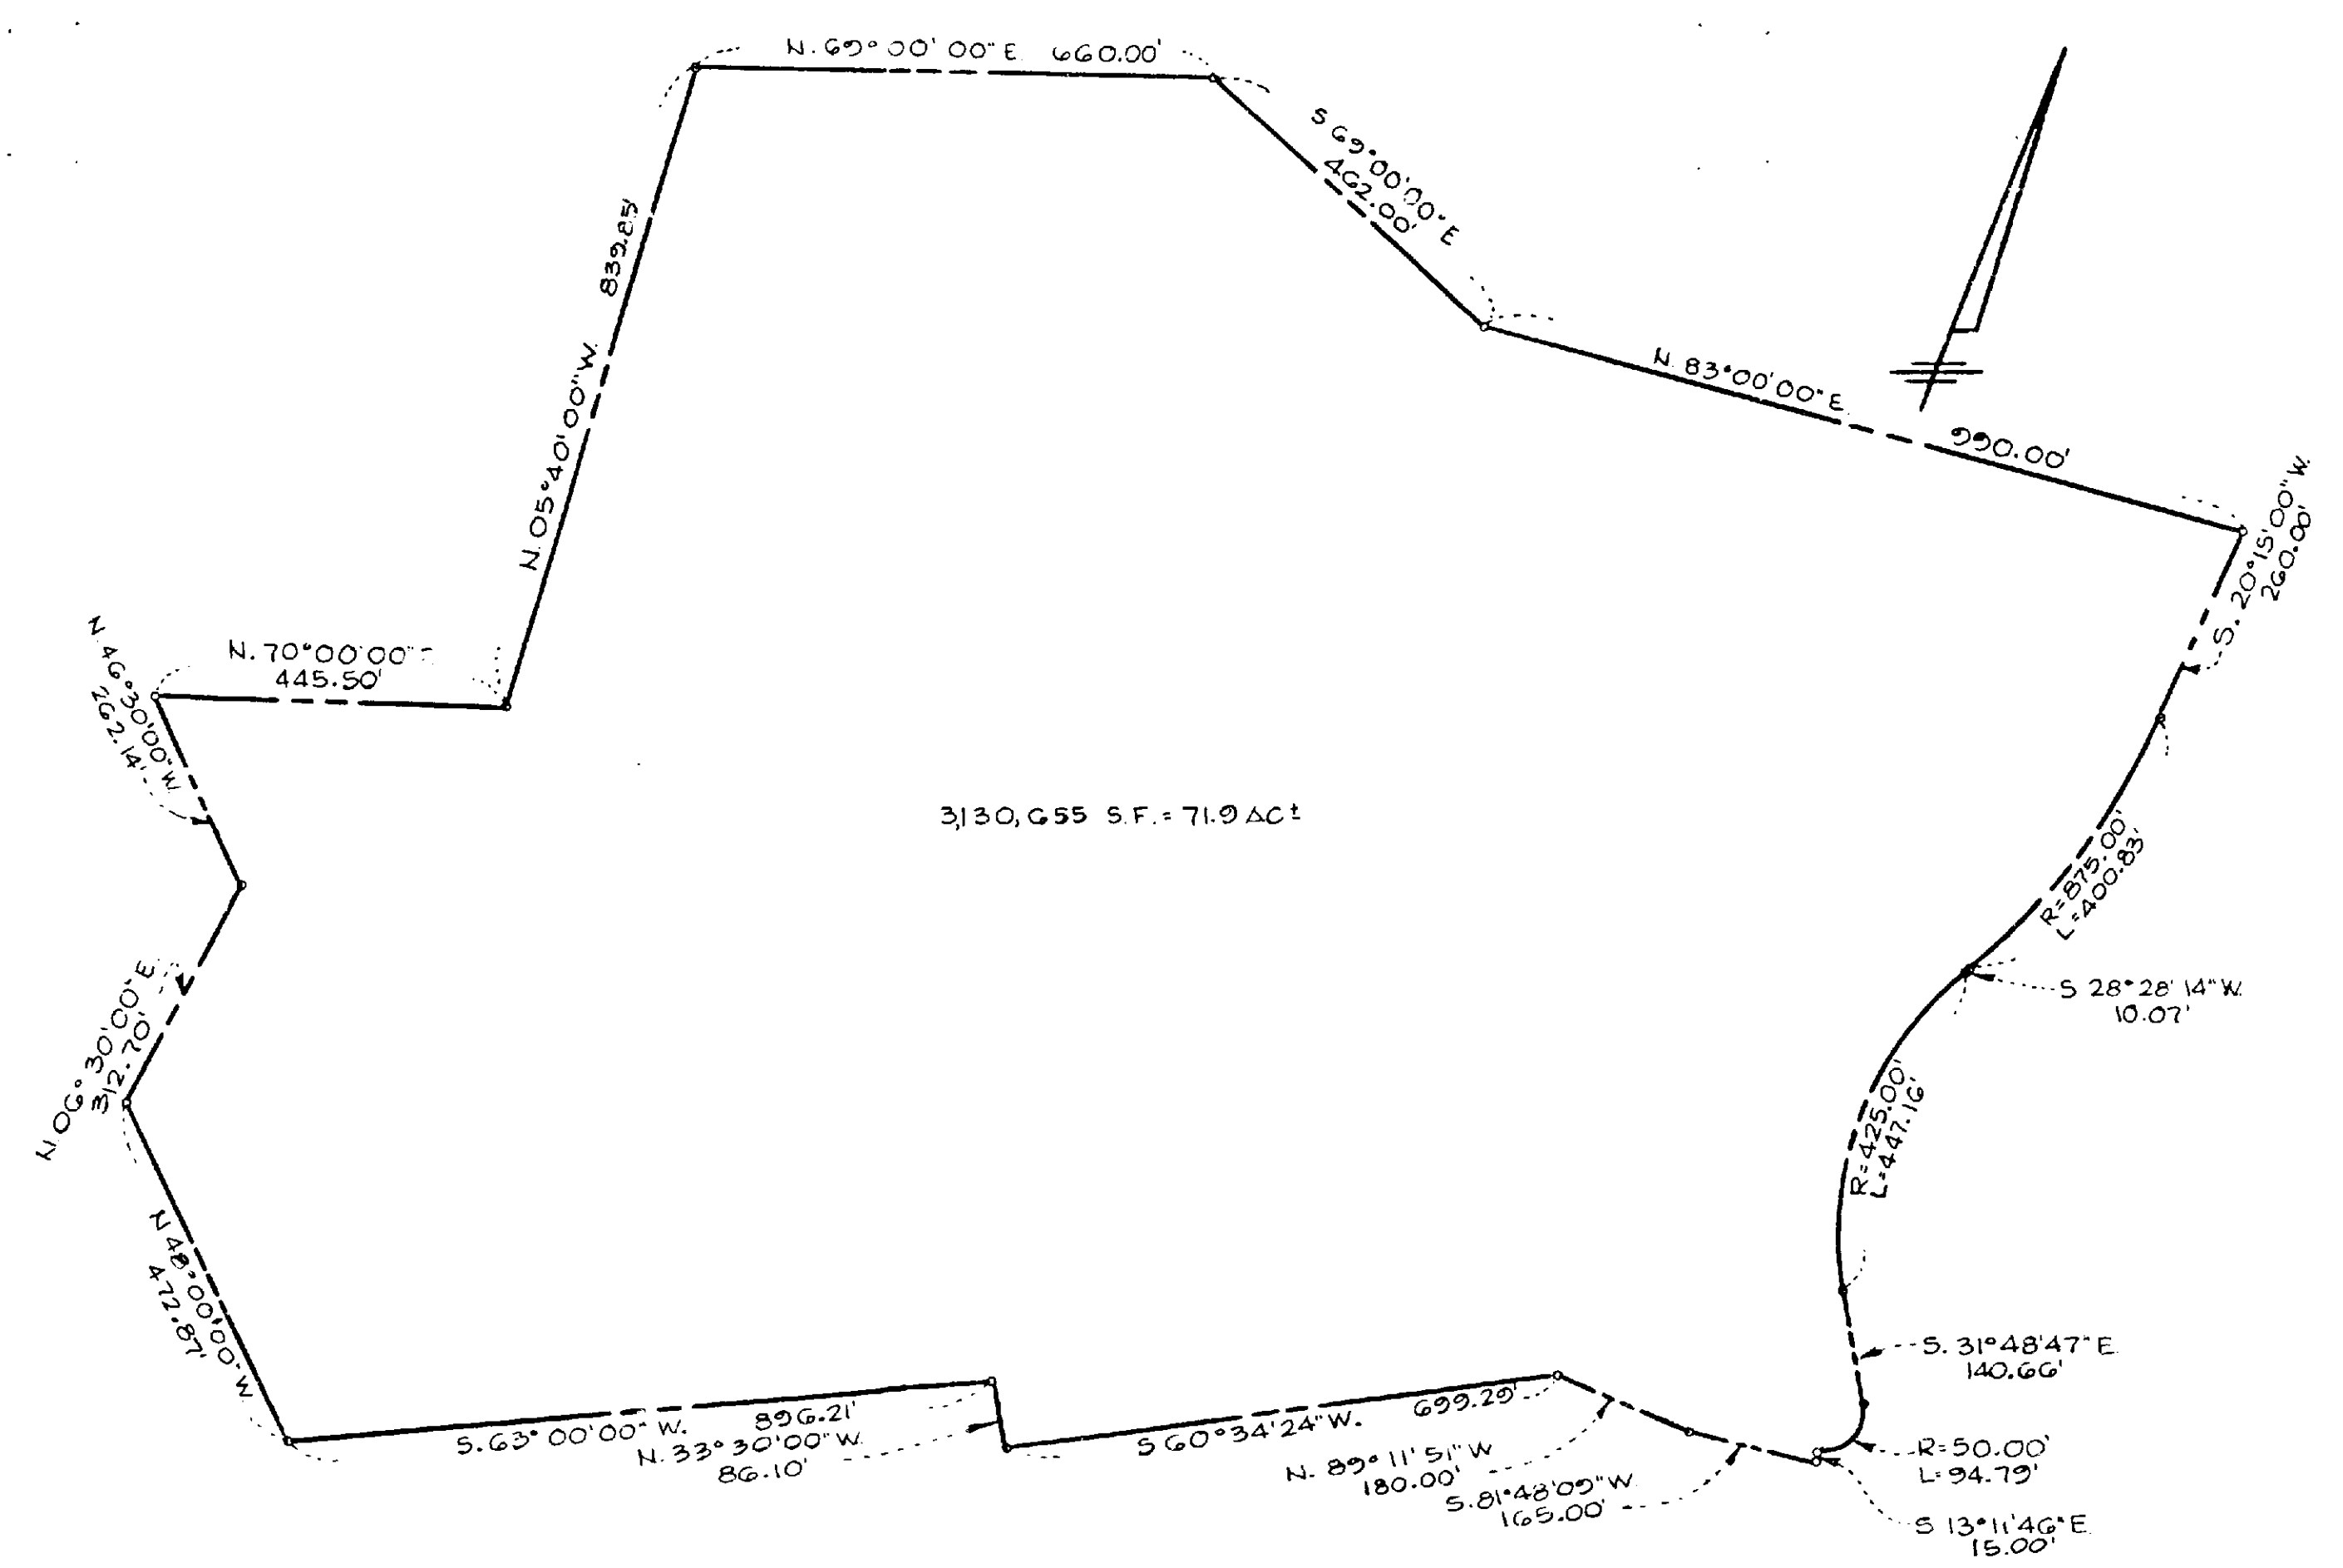 N. 69° 00' 00" E. 660.00'
S 69°00'00" E
462.00'
N. 83°00'00" E.
990.00'
S. 20°15'00" W.
260.00'
R=875.00'
L=400.83'
S 28°28'14" W.
10.07'
R=425.00'
L=447.16'
S. 31°48'47" E.
140.66'
R=50.00'
L=94.79'
S 13°11'46" E.
15.00'
S. 81°48'09" W.
165.00'
N. 89°11'51" W
180.00'
S 60°34'24" W.
699.29'
N. 33°30'00" W.
86.10'
S. 63°00'00" W.
896.21'
N 48°00'00" W
472.87'
N. 06°30'00" E.
312.70'
N. 46°30'00" W.
262.14'
N. 70°00'00" E
445.50'
N. 05°40'00" W.
839.85'
3,130,655 S.F. = 71.9 AC ±